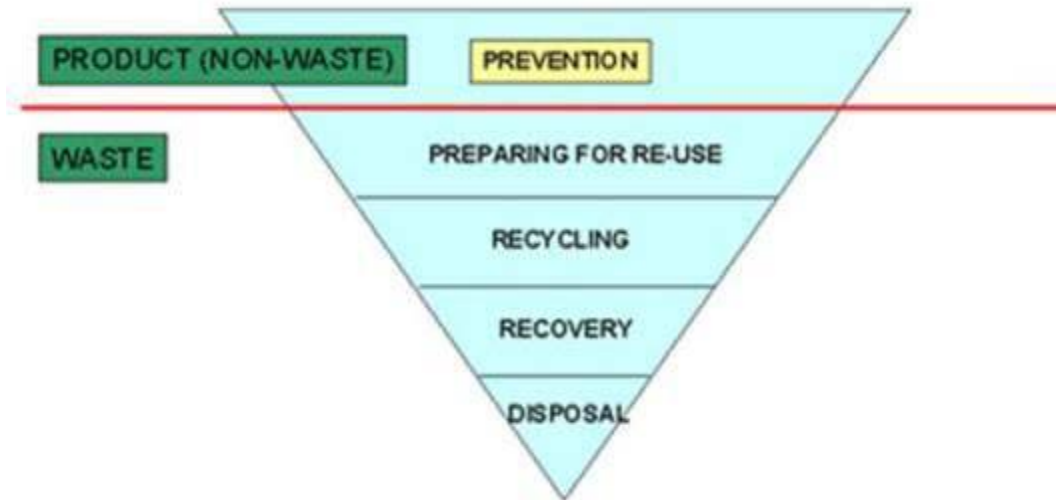 PRODUCT (NON-WASTE)
PREVENTION
WASTE
PREPARING FOR RE-USE
RECYCLING
RECOVERY
DISPOSAL